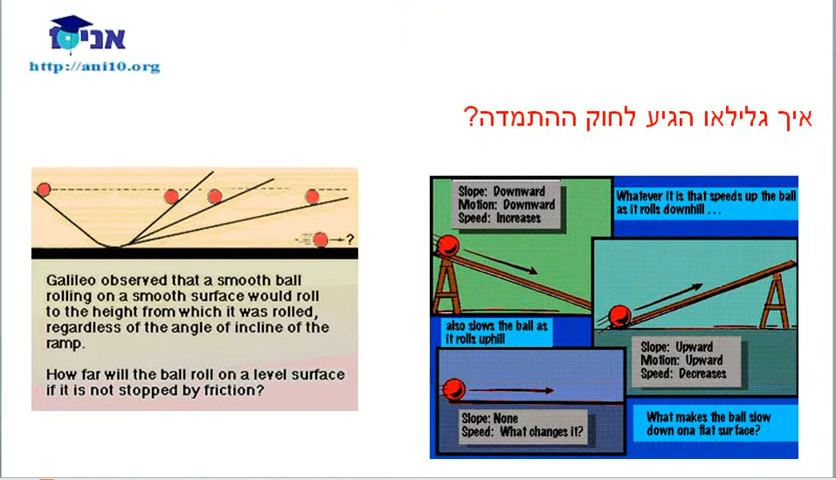 אני10
http://ani10.org
איך גלילאו הגיע לחוק ההתמדה?
?
Galileo observed that a smooth ball
rolling on a smooth surface would roll
to the height from which it was rolled,
regardless of the angle of incline of the
ramp.
How far will the ball roll on a level surface
if it is not stopped by friction?
Slope: Downward
Motion: Downward
Speed: Increases
Whatever it is that speeds up the ball
as it rolls downhill ...
also slows the ball as
it rolls uphill
Slope: Upward
Motion: Upward
Speed: Decreases
Slope: None
Speed: What changes it?
What makes the ball slow
down on a flat surface?